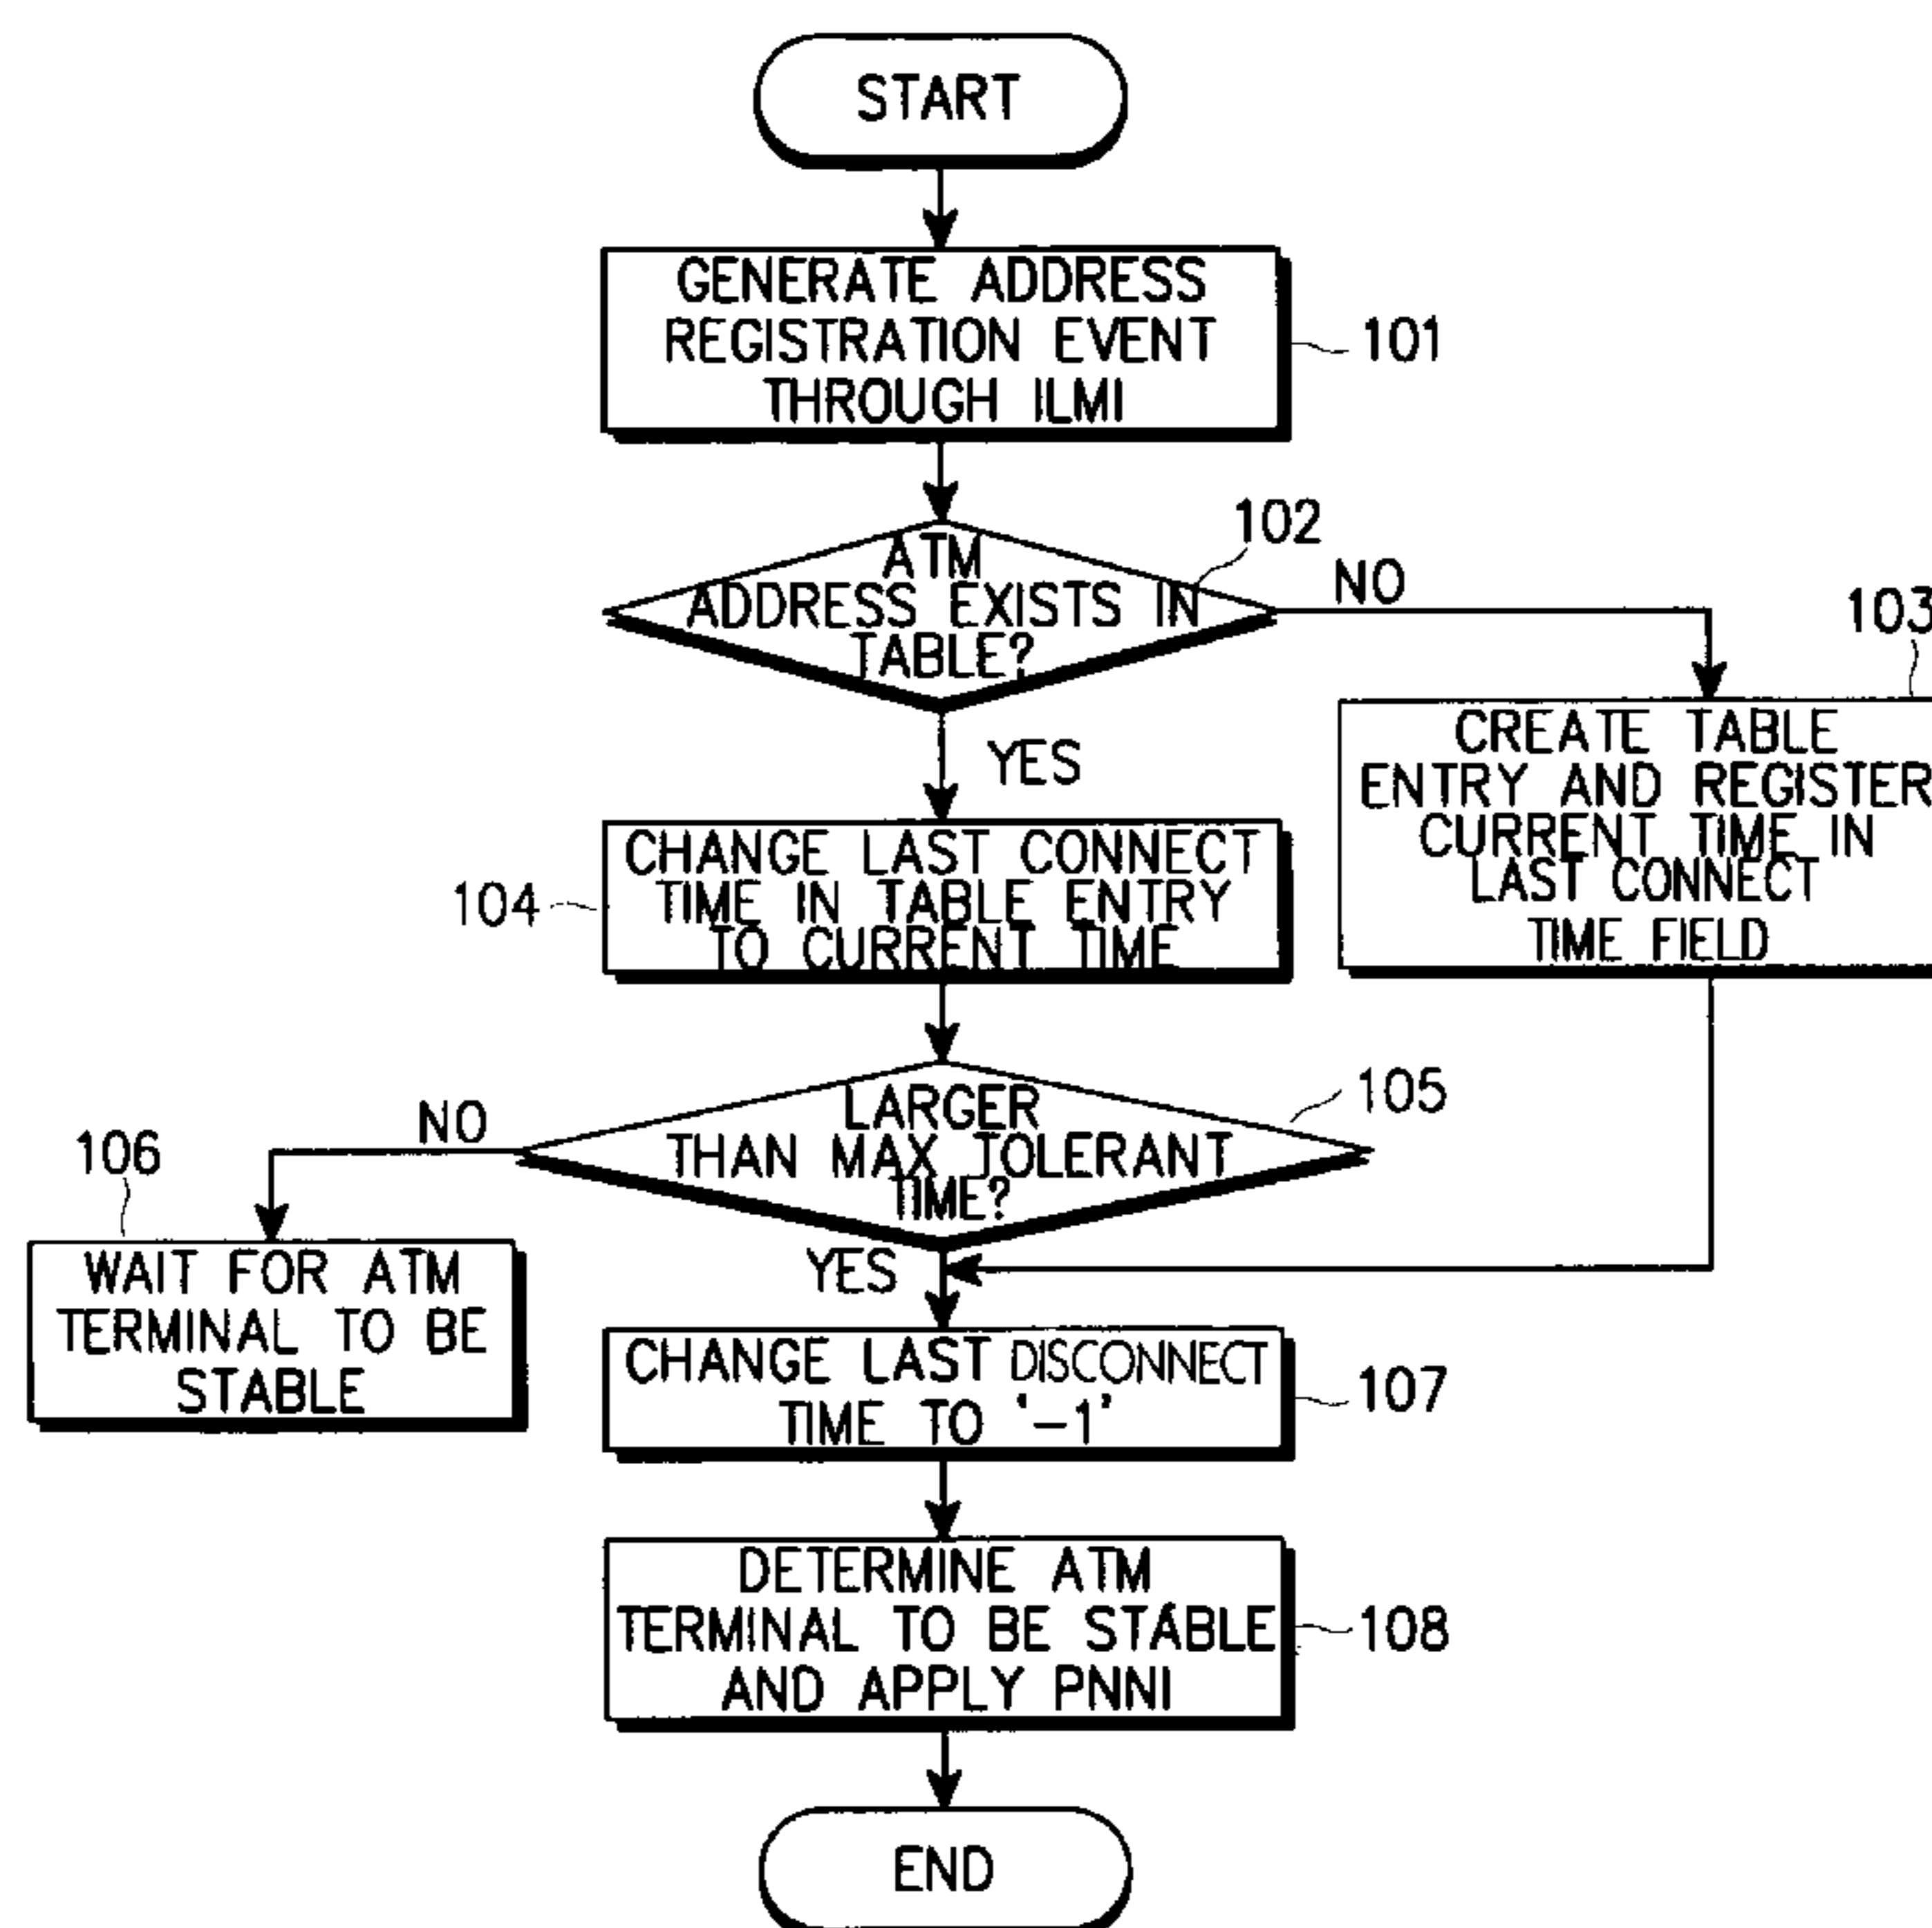 START
GENERATE ADDRESS
REGISTRATION EVENT
THROUGH ILMI
101
ATM
ADDRESS EXISTS IN
TABLE?
102
NO
103
CREATE TABLE
ENTRY AND REGISTER
CURRENT TIME IN
LAST CONNECT
TIME FIELD
YES
CHANGE LAST CONNECT
TIME IN TABLE ENTRY
TO CURRENT TIME
104
LARGER
THAN MAX TOLERANT
TIME?
105
NO
106
WAIT FOR ATM
TERMINAL TO BE
STABLE
YES
CHANGE LAST DISCONNECT
TIME TO '-1'
107
DETERMINE ATM
TERMINAL TO BE STABLE
AND APPLY PNNI
108
END